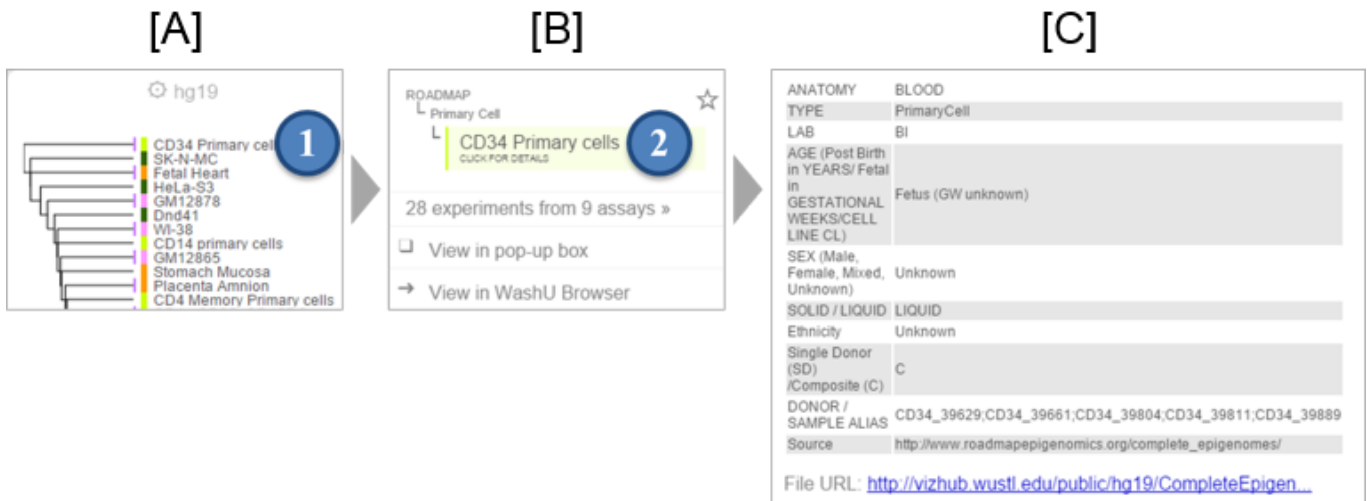 [A]
[B]
[C]
hg19
CD34 Primary cel
1
SK-N-MC
Fetal Heart
HeLa-S3
GM12878
Dnd41
WI-38
CD14 primary cells
GM12865
Stomach Mucosa
Placenta Amnion
CD4 Memory Primary cells
ROADMAP
Primary Cell
CD34 Primary cells
2
CLICK FOR DETAILS
28 experiments from 9 assays »
View in pop-up box
View in WashU Browser
ANATOMY BLOOD
TYPE PrimaryCell
LAB BI
AGE (Post Birth
in YEARS/ Fetal
in
GESTATIONAL
WEEKS/CELL
LINE CL)
Fetus (GW unknown)
SEX (Male,
Female, Mixed,
Unknown)
Unknown
SOLID / LIQUID LIQUID
Ethnicity Unknown
Single Donor
(SD)
/Composite (C)
C
DONOR /
SAMPLE ALIAS
CD34_39629;CD34_39661;CD34_39804;CD34_39811;CD34_39889
Source http://www.roadmapepigenomics.org/complete_epigenomes/
File URL: http://vizhub.wustl.edu/public/hg19/CompleteEpigen...